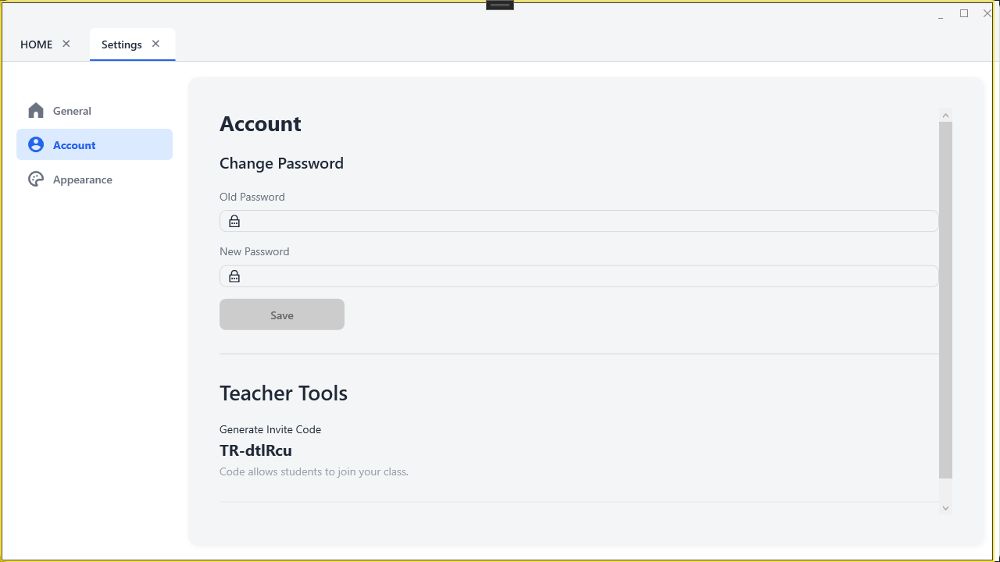 HOME
Settings
General
Account
Appearance
Account
Change Password
Old Password
New Password
Save
Teacher Tools
Generate Invite Code
TR-dtlRcu
Code allows students to join your class.